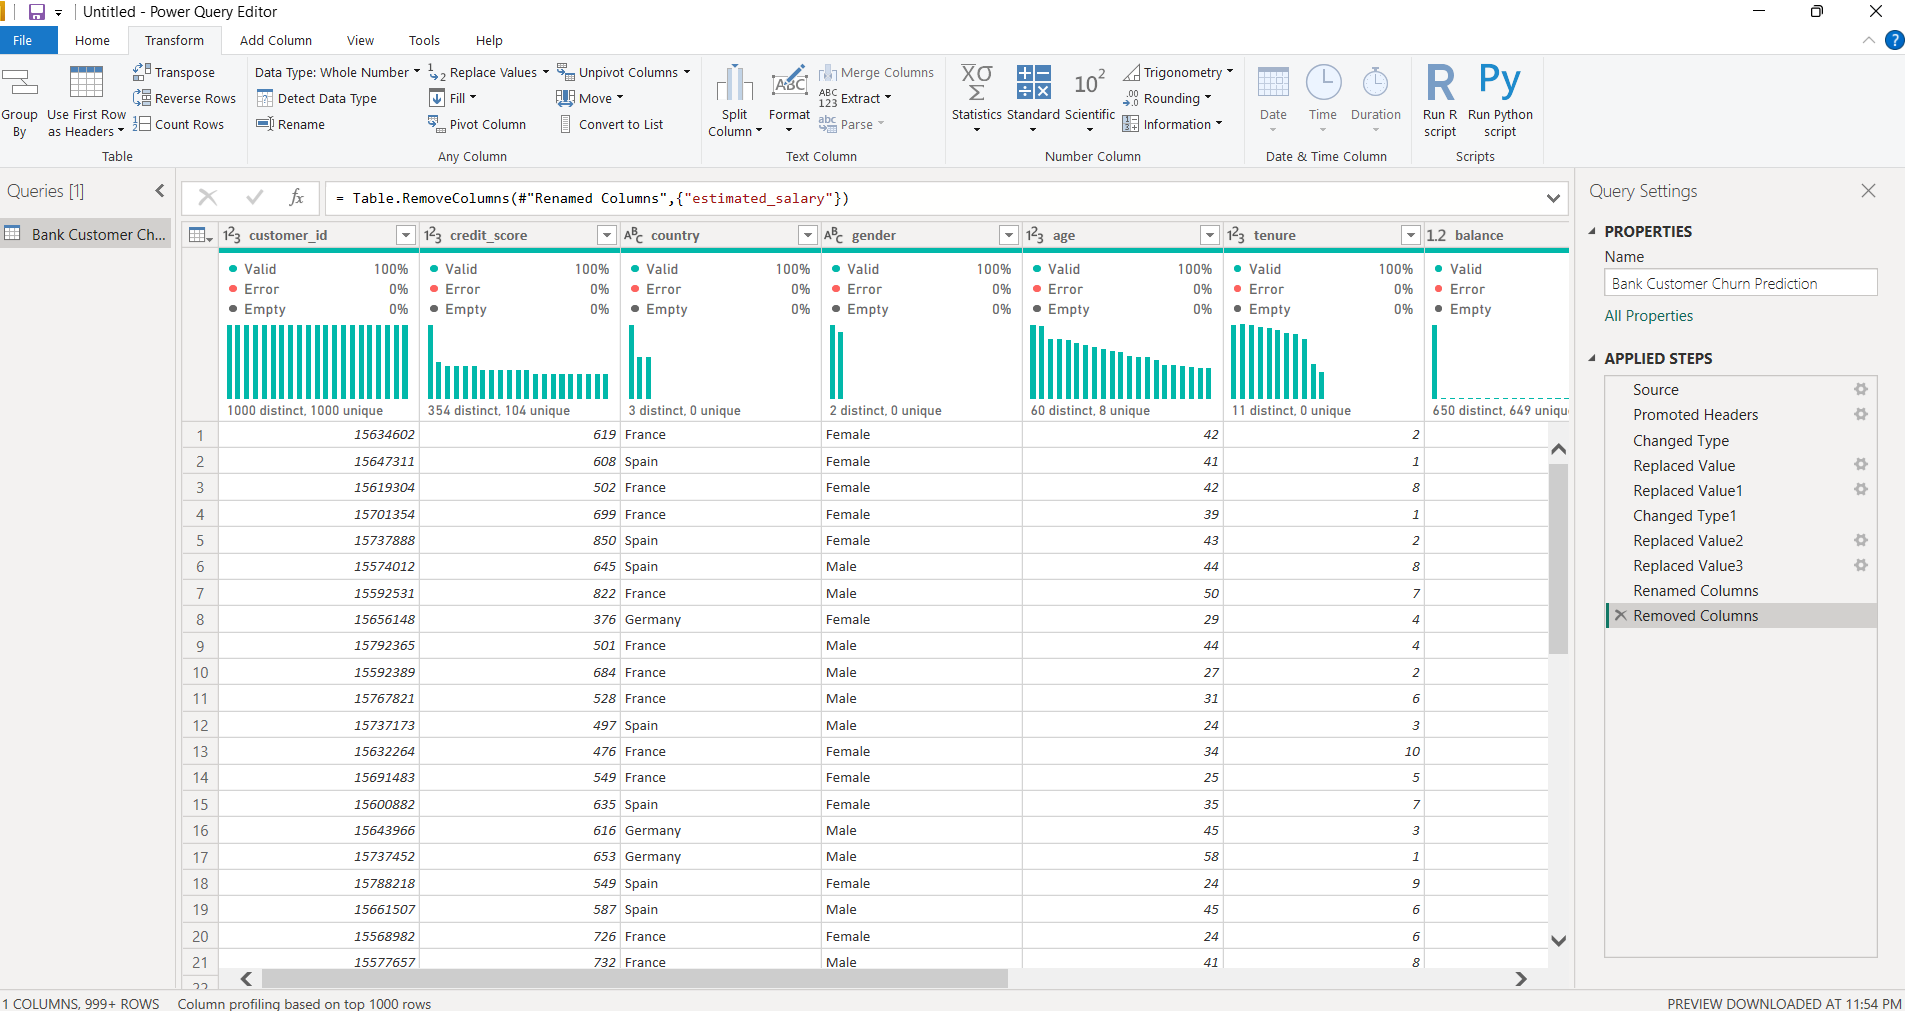 Untitled - Power Query Editor
File Home Transform Add Column View Tools Help
Group By
Use First Row as Headers
Transpose
Reverse Rows
Count Rows
Table
Data Type: Whole Number
Detect Data Type
Rename
Replace Values
Fill
Pivot Column
Unpivot Columns
Move
Convert to List
Any Column
Split Column
Format
Merge Columns
Extract
Parse
Text Column
Statistics
Standard
Scientific
Trigonometry
Rounding
Information
Number Column
Date
Time
Duration
Date & Time Column
Run R script
Run Python script
Scripts
Queries [1]
Bank Customer Ch...
fx = Table.RemoveColumns(#"Renamed Columns",{"estimated_salary"})
customer_id credit_score country gender age tenure 1.2 balance
Valid 100% Valid 100% Valid 100% Valid 100% Valid 100% Valid 100% Valid
Error 0% Error 0% Error 0% Error 0% Error 0% Error 0% Error
Empty 0% Empty 0% Empty 0% Empty 0% Empty 0% Empty 0% Empty
1000 distinct, 1000 unique 354 distinct, 104 unique 3 distinct, 0 unique 2 distinct, 0 unique 60 distinct, 8 unique 11 distinct, 0 unique 650 distinct, 649 uniqu
1 15634602 619 France Female 42 2
2 15647311 608 Spain Female 41 1
3 15619304 502 France Female 42 8
4 15701354 699 France Female 39 1
5 15737888 850 Spain Female 43 2
6 15574012 645 Spain Male 44 8
7 15592531 822 France Male 50 7
8 15656148 376 Germany Female 29 4
9 15792365 501 France Male 44 4
10 15592389 684 France Male 27 2
11 15767821 528 France Male 31 6
12 15737173 497 Spain Male 24 3
13 15632264 476 France Female 34 10
14 15691483 549 France Female 25 5
15 15600882 635 Spain Female 35 7
16 15643966 616 Germany Male 45 3
17 15737452 653 Germany Male 58 1
18 15788218 549 Spain Female 24 9
19 15661507 587 Spain Male 45 6
20 15568982 726 France Female 24 6
21 15577657 732 France Male 41 8
22
Query Settings
PROPERTIES
Name
Bank Customer Churn Prediction
All Properties
APPLIED STEPS
Source
Promoted Headers
Changed Type
Replaced Value
Replaced Value1
Changed Type1
Replaced Value2
Replaced Value3
Renamed Columns
Removed Columns
1 COLUMNS, 999+ ROWS Column profiling based on top 1000 rows PREVIEW DOWNLOADED AT 11:54 PM